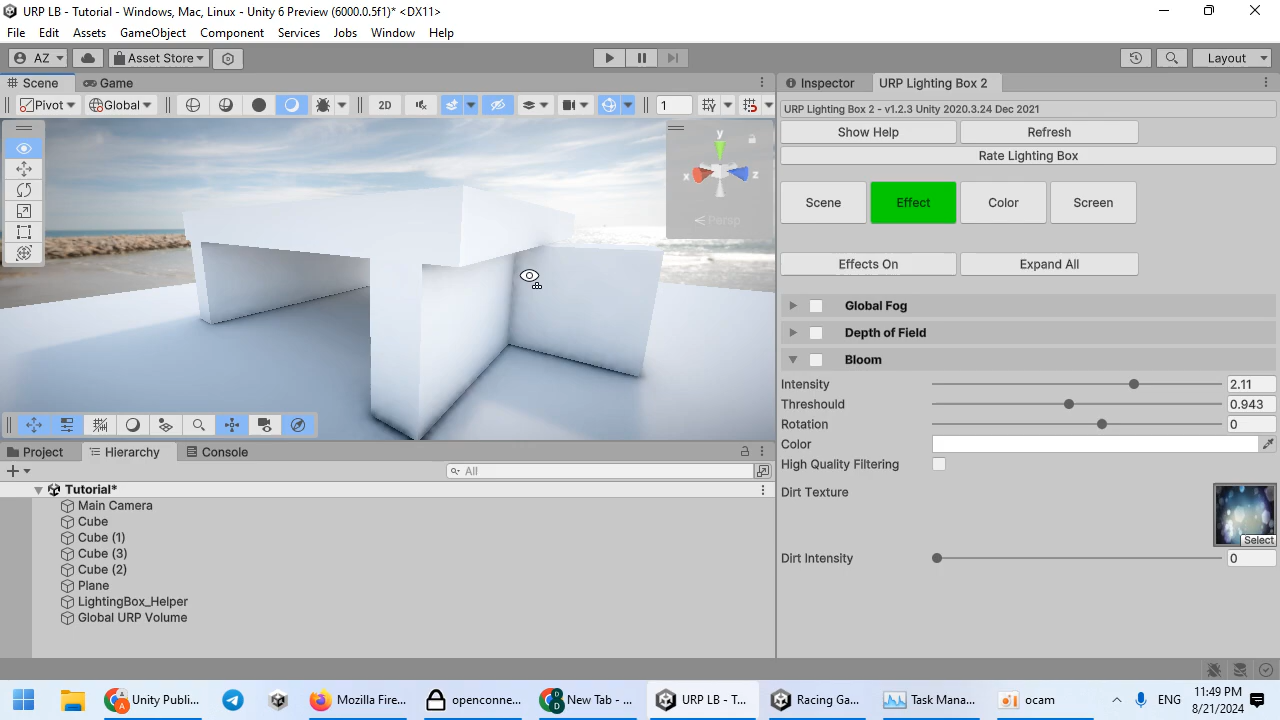 URP LB - Tutorial - Windows, Mac, Linux - Unity 6 Preview (6000.0.5f1)* <DX11>
File Edit Assets GameObject Component Services Jobs Window Help
AZ Asset Store Layout
Scene Game Inspector URP Lighting Box 2
Pivot Global 2D 1
URP Lighting Box 2 - v1.2.3 Unity 2020.3.24 Dec 2021
Show Help Refresh
Rate Lighting Box
y
x z
Persp
Scene Effect Color Screen
Effects On Expand All
Global Fog
Depth of Field
Bloom
Intensity 2.11
Threshould 0.943
Rotation 0
Color
High Quality Filtering
Dirt Texture
Select
Dirt Intensity 0
Project Hierarchy Console
All
Tutorial*
Main Camera
Cube
Cube (1)
Cube (3)
Cube (2)
Plane
LightingBox_Helper
Global URP Volume
Unity Publi... Mozilla Fire... openconne... New Tab - ... URP LB - T... Racing Ga... Task Mana... ocam ENG 11:49 PM
8/21/2024